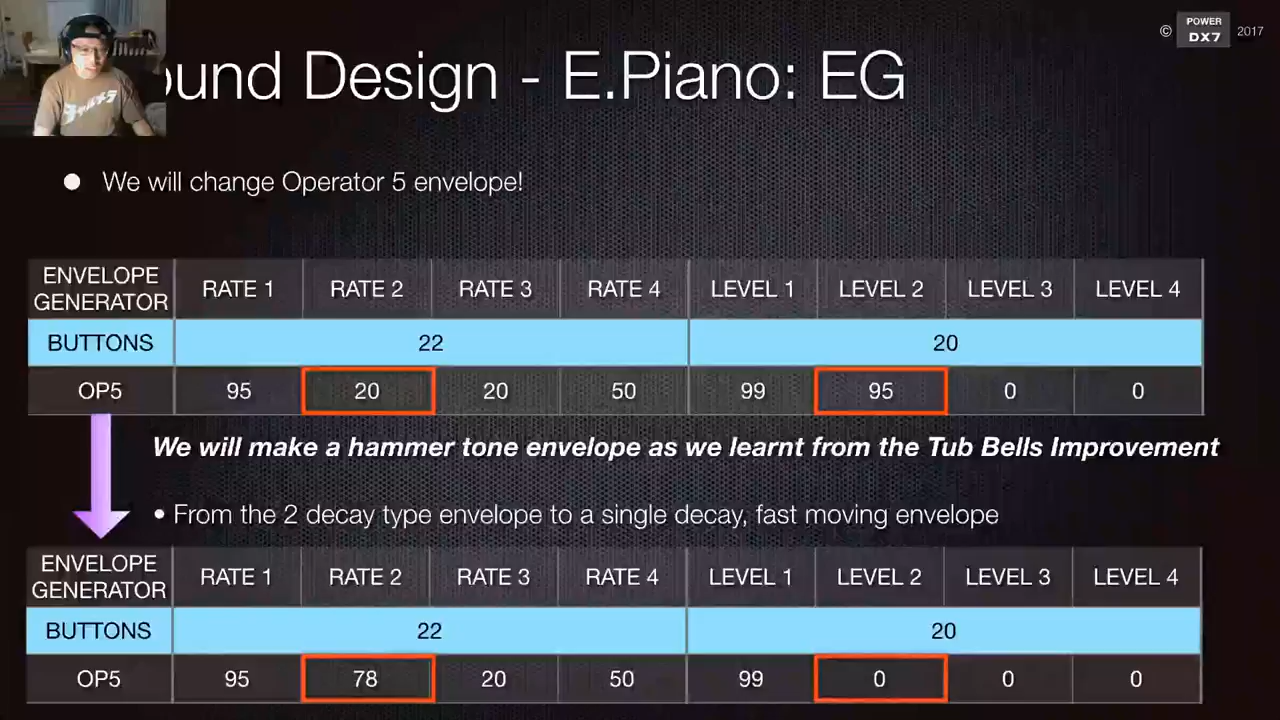 © POWER DX7 2017
ound Design - E.Piano: EG
● We will change Operator 5 envelope!
ENVELOPE GENERATOR RATE 1 RATE 2 RATE 3 RATE 4 LEVEL 1 LEVEL 2 LEVEL 3 LEVEL 4
BUTTONS 22 20
OP5 95 20 20 50 99 95 0 0
We will make a hammer tone envelope as we learnt from the Tub Bells Improvement
• From the 2 decay type envelope to a single decay, fast moving envelope
ENVELOPE GENERATOR RATE 1 RATE 2 RATE 3 RATE 4 LEVEL 1 LEVEL 2 LEVEL 3 LEVEL 4
BUTTONS 22 20
OP5 95 78 20 50 99 0 0 0